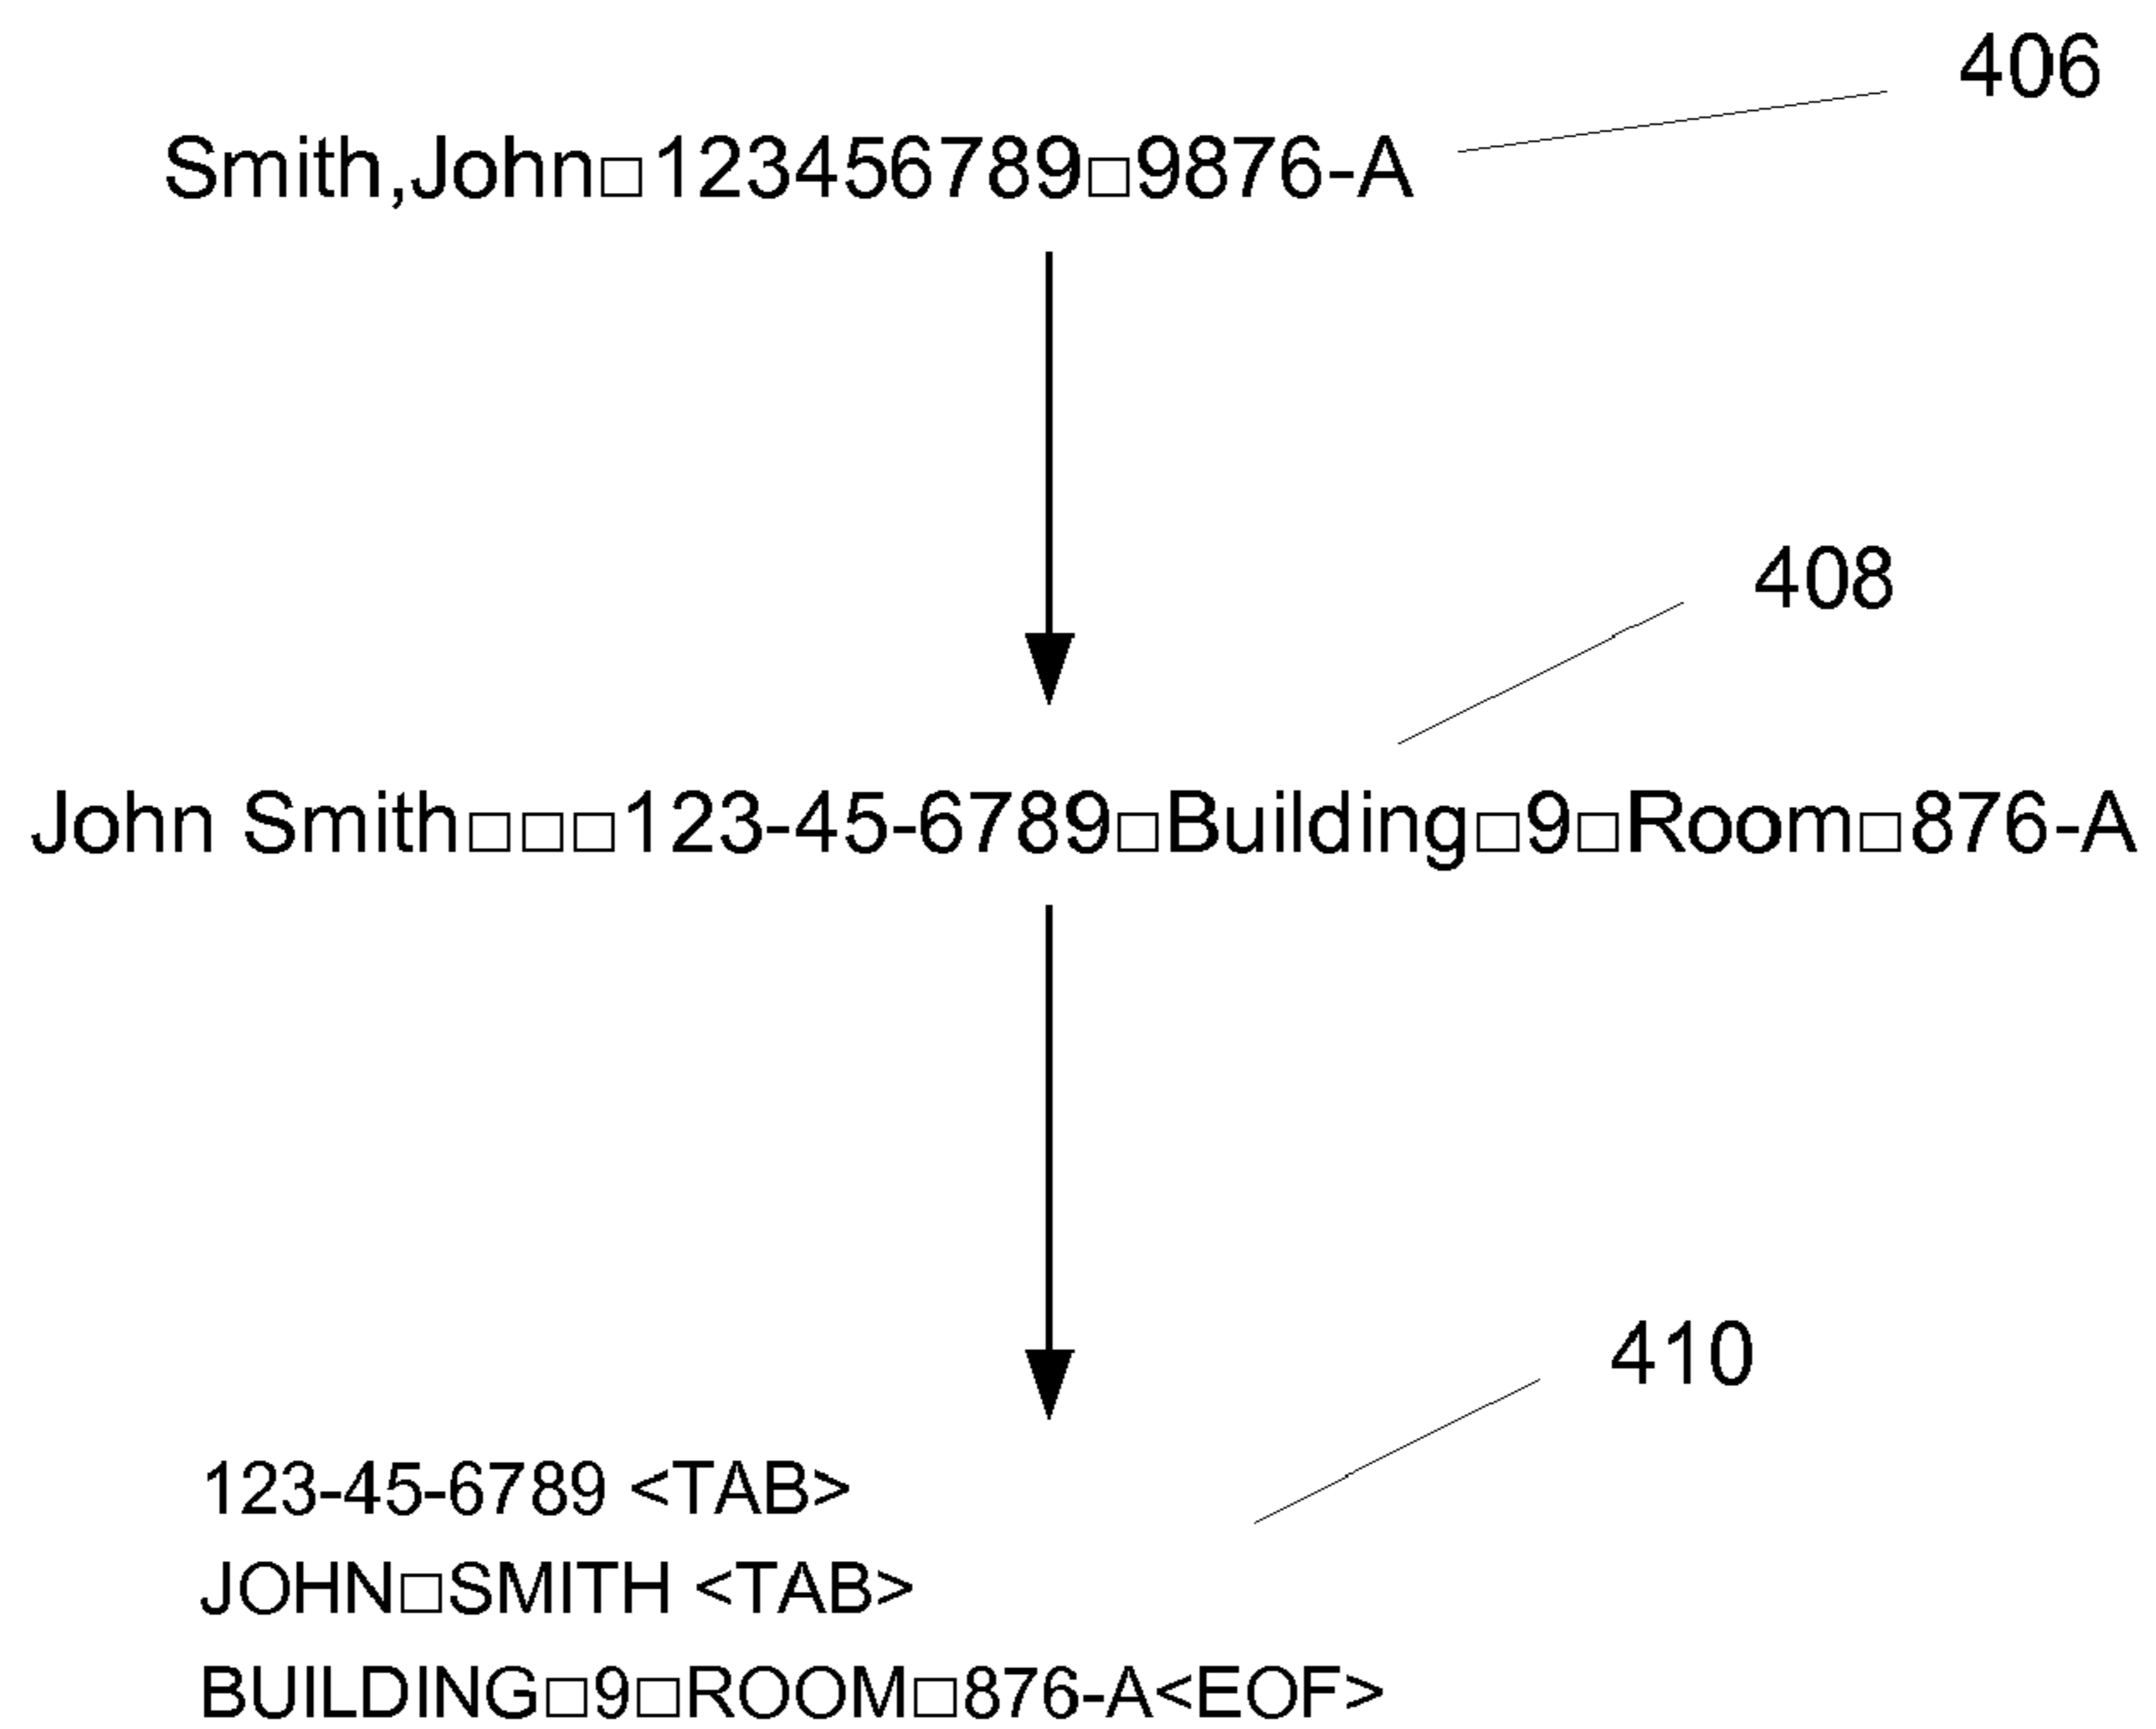 406
Smith,John□123456789□9876-A
408
John Smith□□□123-45-6789□Building□9□Room□876-A
410
123-45-6789 <TAB>
JOHN□SMITH <TAB>
BUILDING□9□ROOM□876-A<EOF>